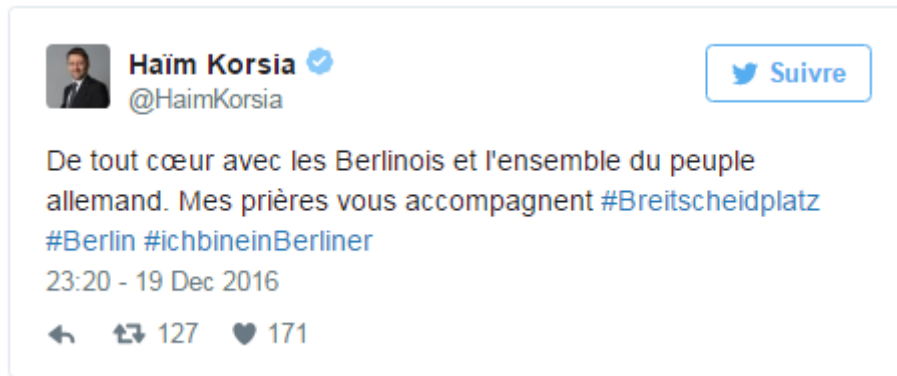 Haïm Korsia
@HaimKorsia
Suivre
De tout cœur avec les Berlinois et l'ensemble du peuple
allemand. Mes prières vous accompagnent #Breitscheidplatz
#Berlin #ichbineinBerliner
23:20 - 19 Dec 2016
127 171